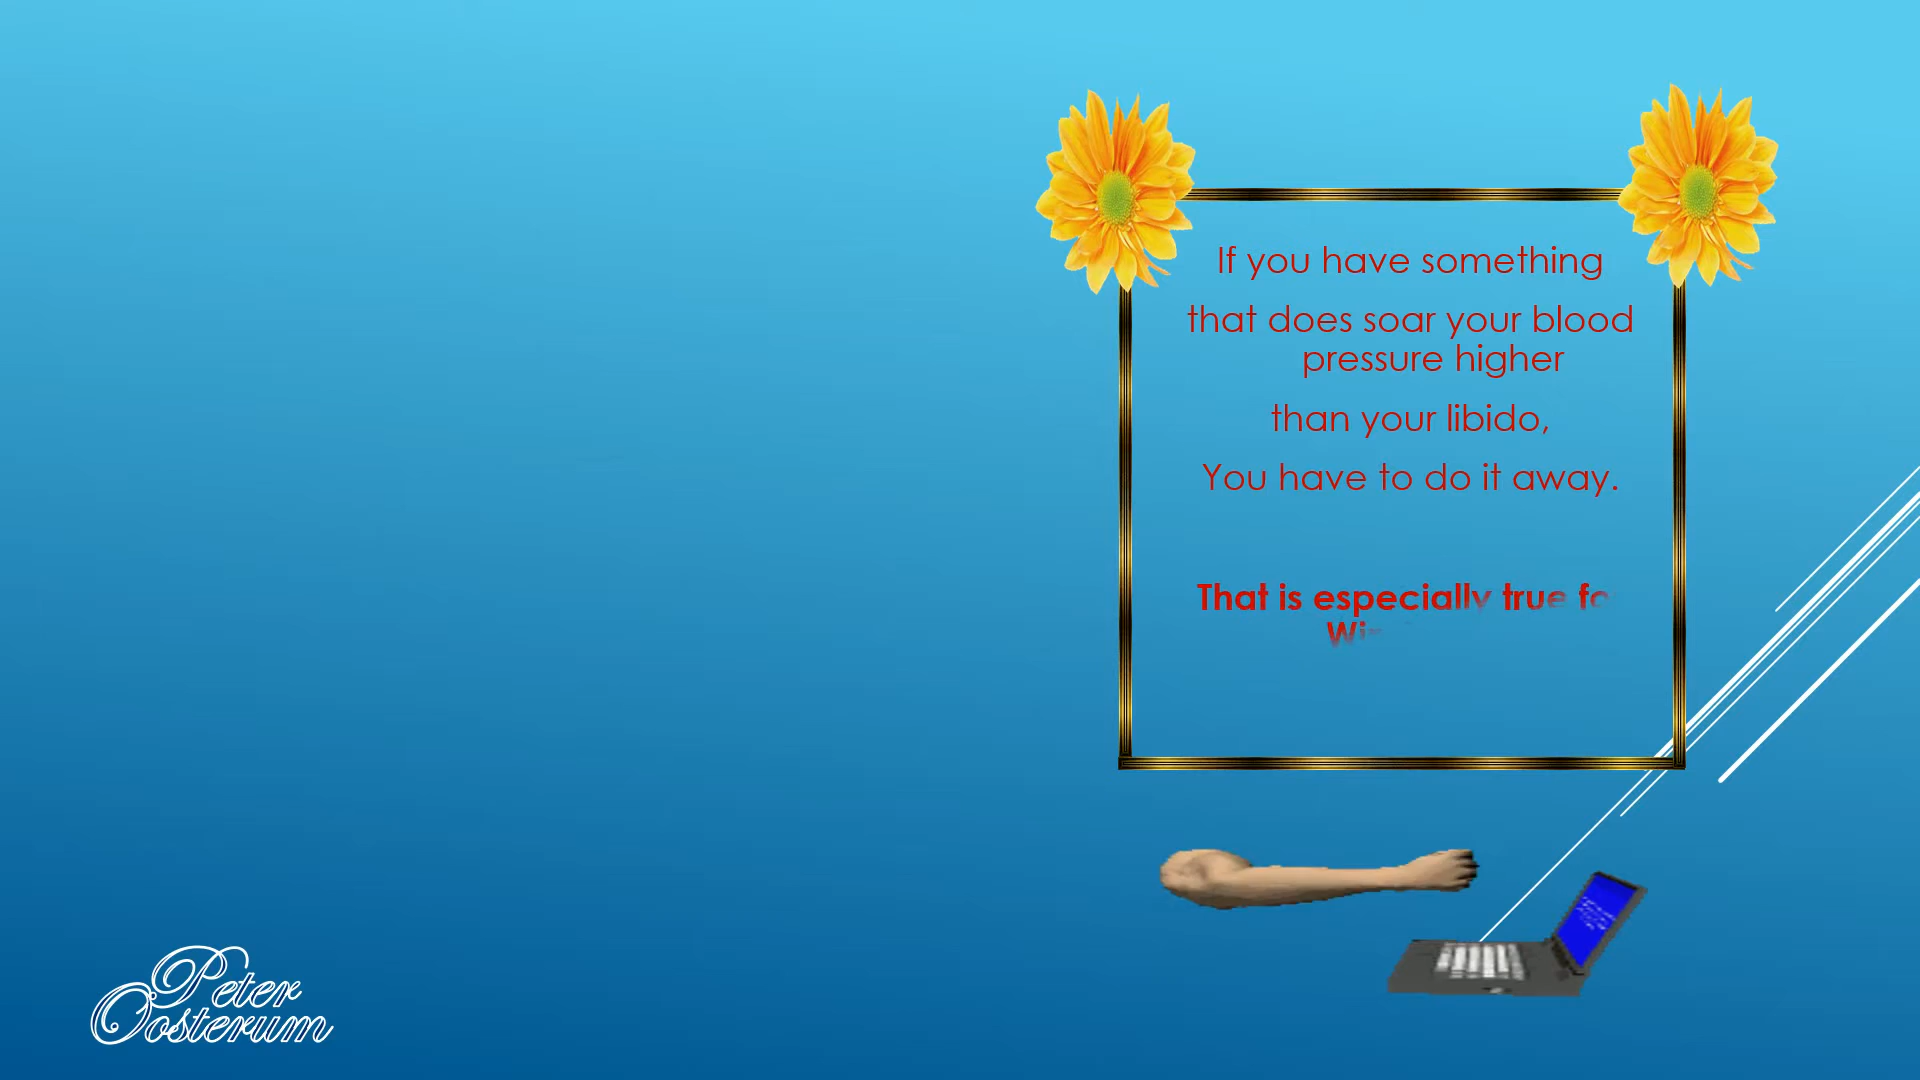 If you have something
that does soar your blood
pressure higher
than your libido,
You have to do it away.
That is especially true
Peter
Oosterum